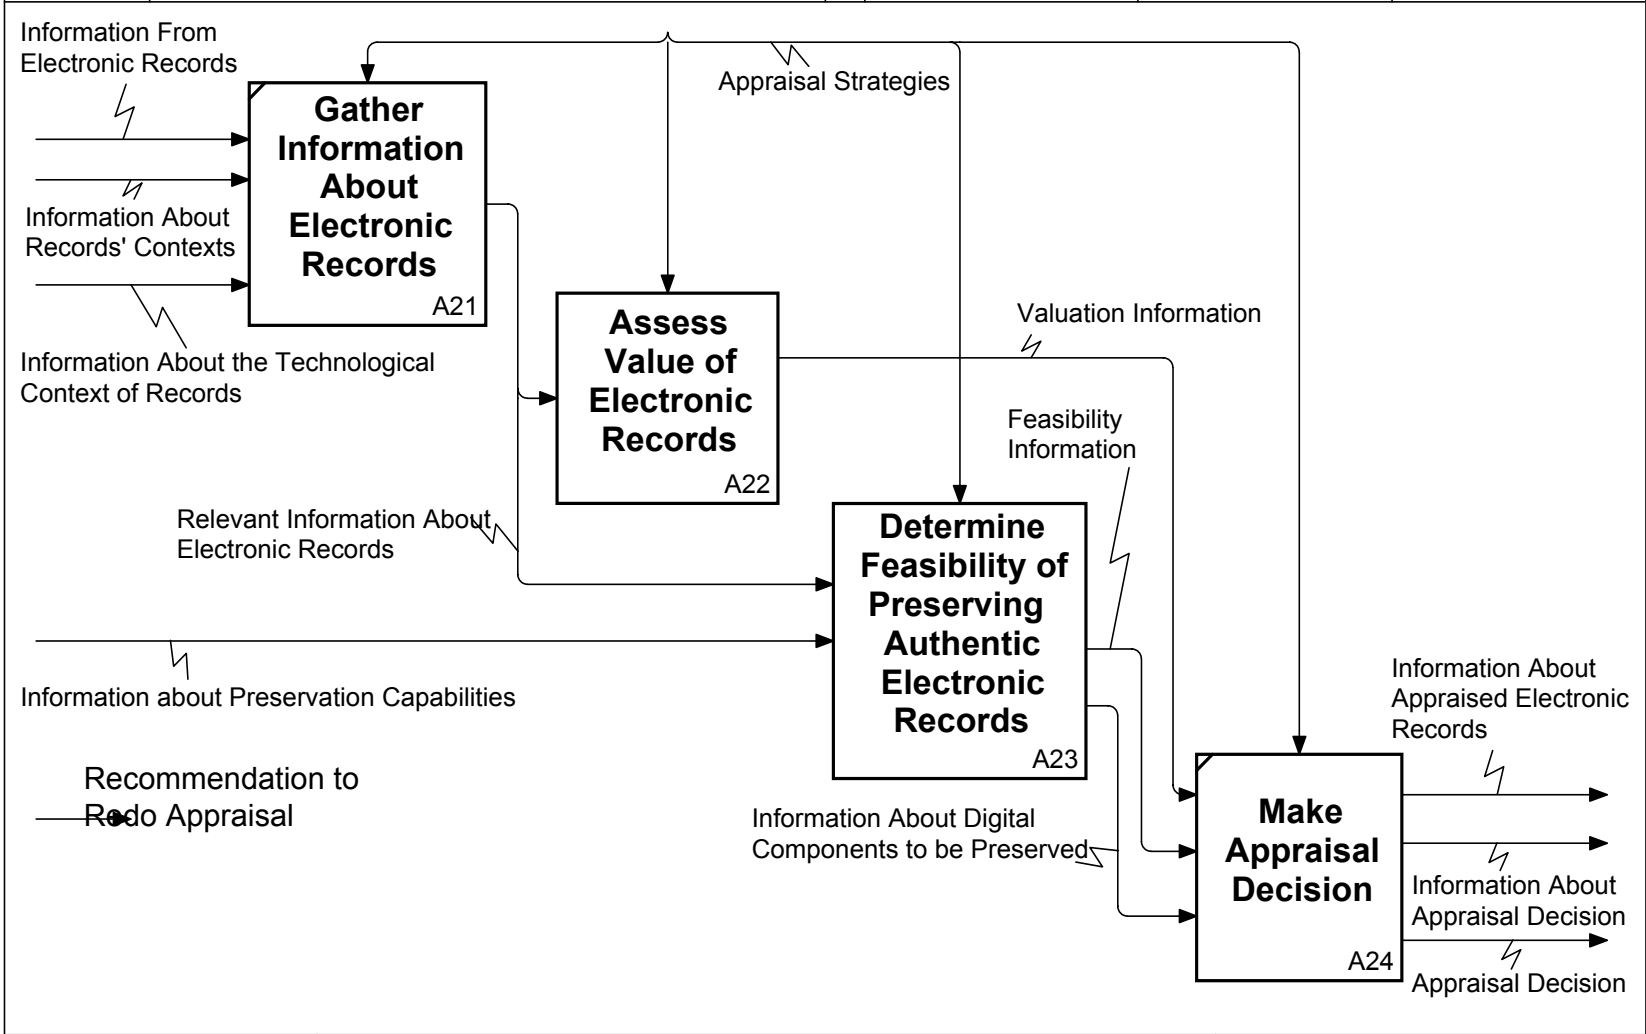 Information From
Electronic Records
Appraisal Strategies
Gather
Information
About
Electronic
Records
A21
Information About
Records' Contexts
Information About the Technological
Context of Records
Assess
Value of
Electronic
Records
A22
Valuation Information
Feasibility
Information
Relevant Information About
Electronic Records
Determine
Feasibility of
Preserving
Authentic
Electronic
Records
A23
Information about Preservation Capabilities
Recommendation to
Redo Appraisal
Information About Digital
Components to be Preserved
Make
Appraisal
Decision
A24
Information About
Appraised Electronic
Records
Information About
Appraisal Decision
Appraisal Decision